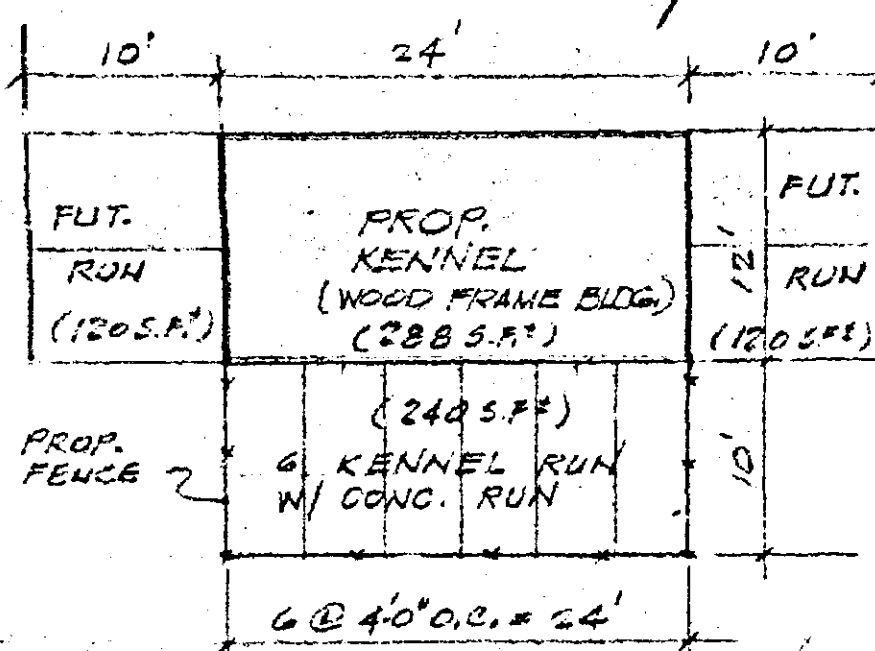 10'
24'
10'
FUT.
RUN
(120 S.F.±)
PROP.
KENNEL
(WOOD FRAME BLDG.)
(288 S.F.±)
12'
FUT.
RUN
(120 S.F.±)
PROP.
FENCE
(240 S.F.±)
6 KENNEL RUN
W/ CONC. RUN
10'
6 @ 4'0" O.C. = 24'